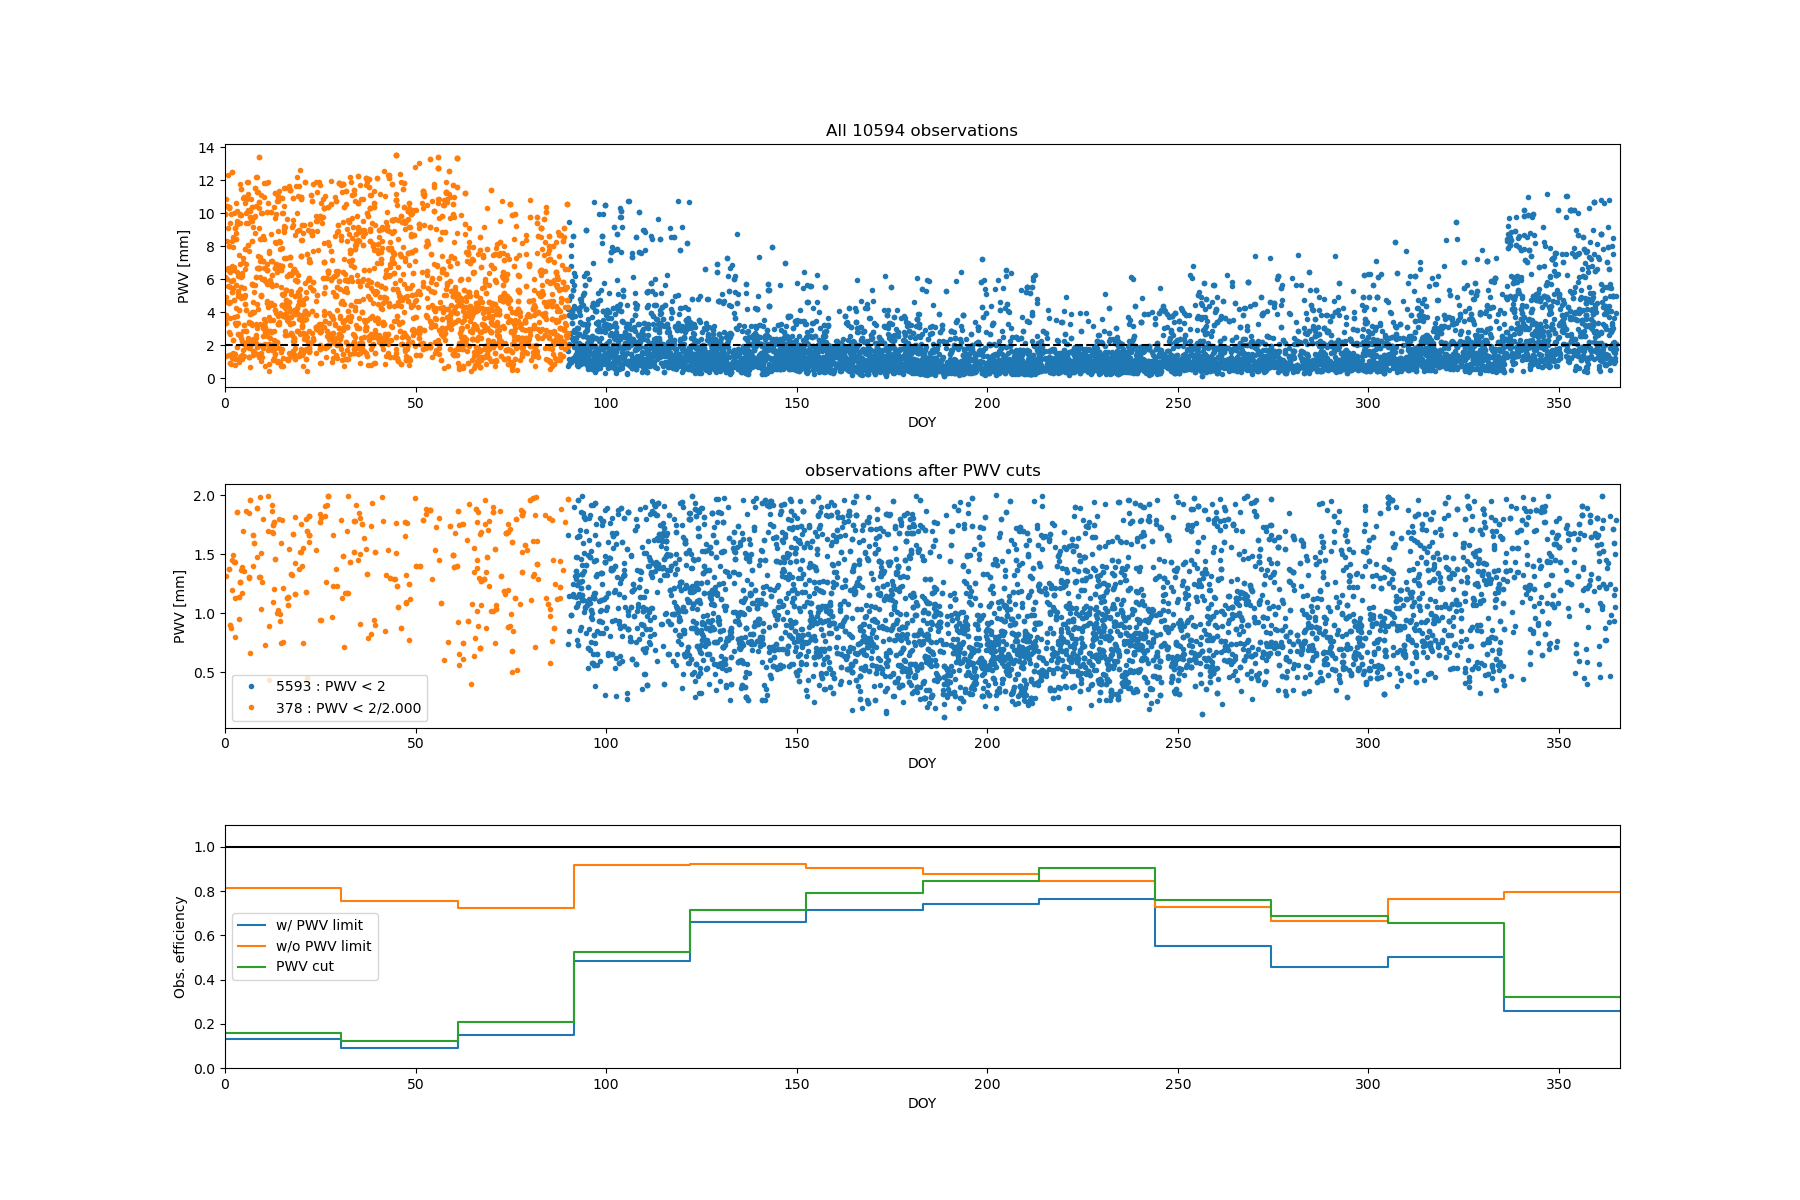 All 10594 observations
14
12
10
8
6
4
2
0
PWV [mm]
0 50 100 150 200 250 300 350
DOY
observations after PWV cuts
2.0
1.5
1.0
0.5
PWV [mm]
5593 : PWV < 2
378 : PWV < 2/2.000
0 50 100 150 200 250 300 350
DOY
1.0
0.8
0.6
0.4
0.2
0.0
Obs. efficiency
w/ PWV limit
w/o PWV limit
PWV cut
0 50 100 150 200 250 300 350
DOY